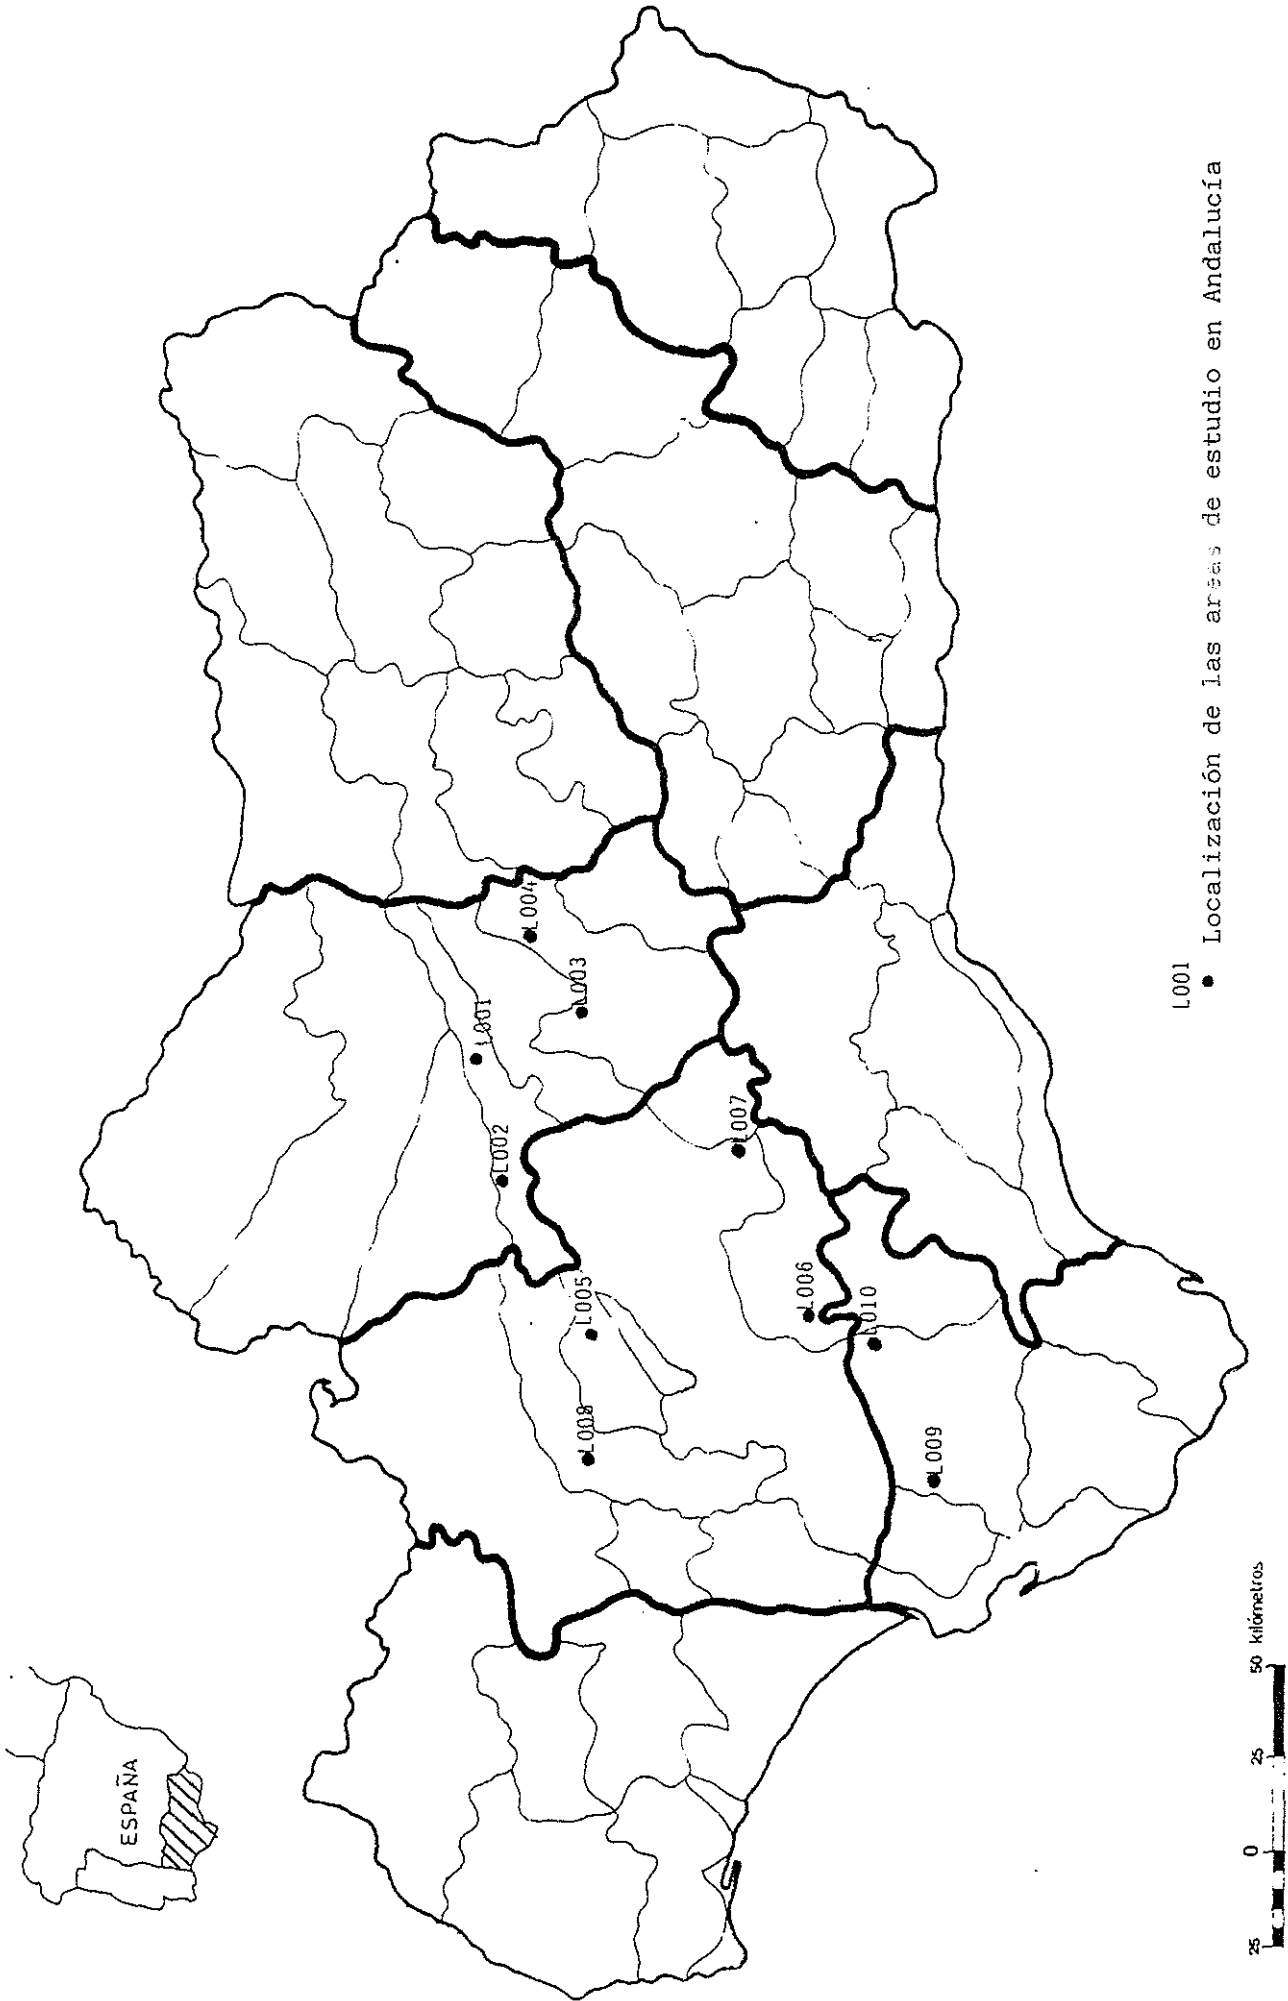 ESPAÑA
L001
L002
L003
L004
L005
L006
L007
L008
L009
L010
L001
Localización de las areas de estudio en Andalucía
25 0 25 50 kilómetros